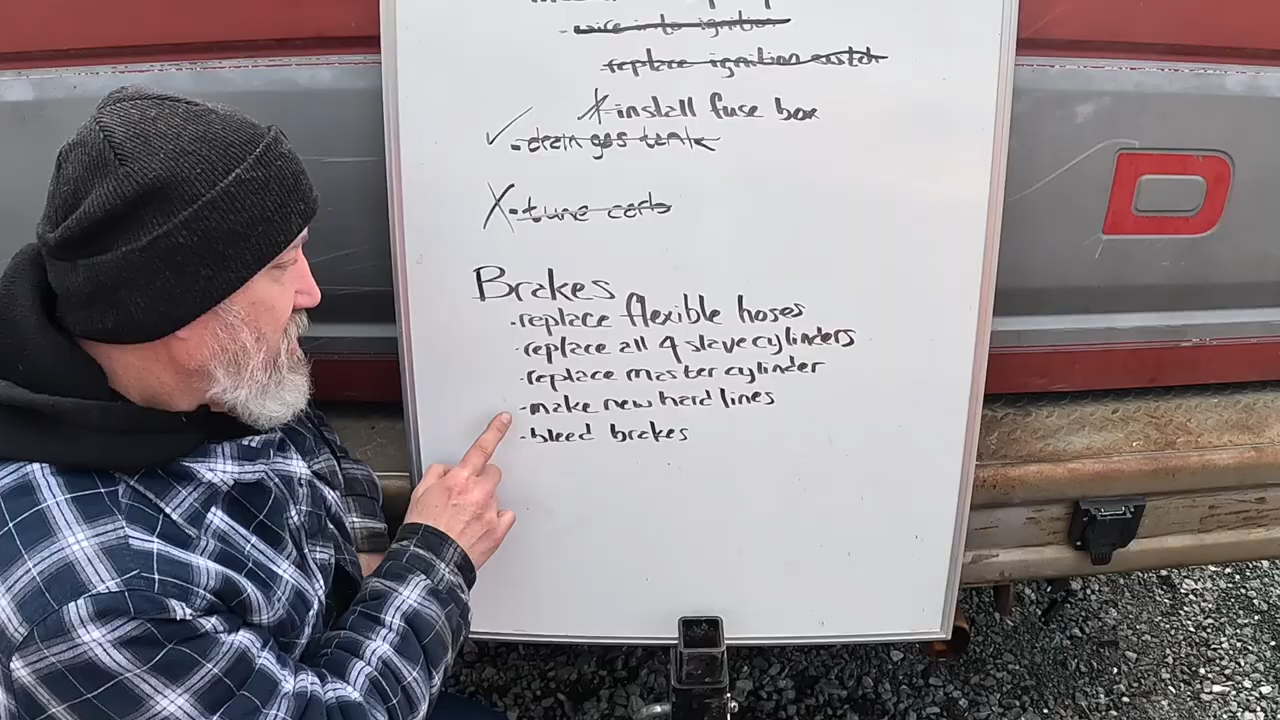 - wire into ignition
replace ignition switch
*-install fuse box
✓ -drain gas tank
X-tune carb
Brakes
-replace flexible hoses
-replace all 4 slave cylinders
-replace master cylinder
-make new hard lines
-bleed brakes
D